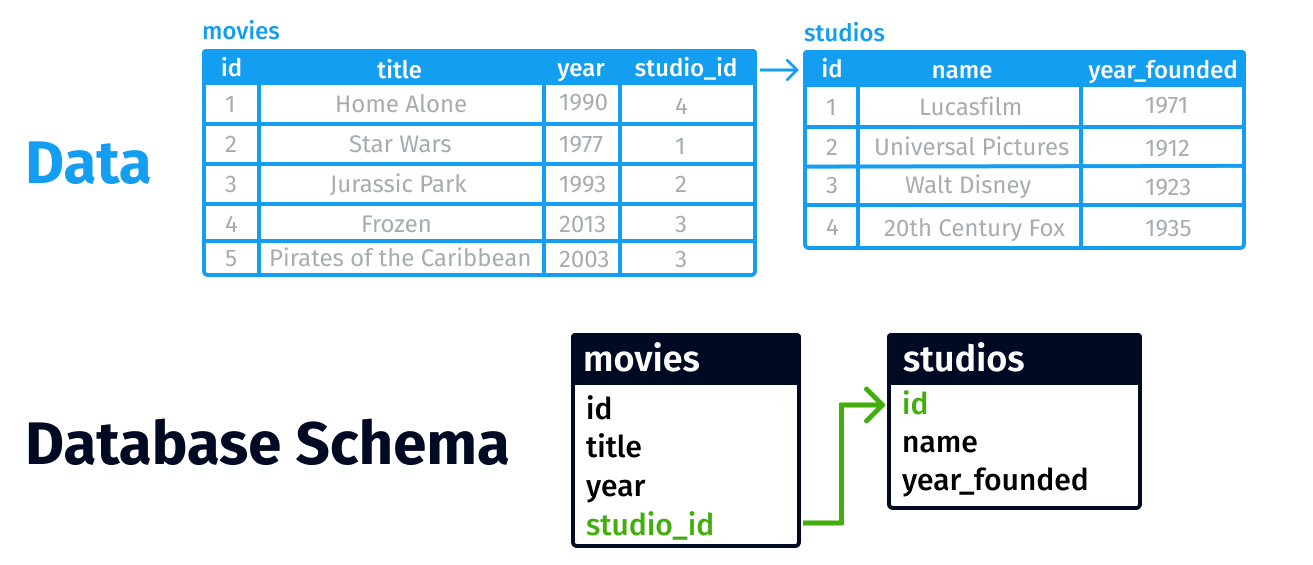 movies
id title year studio_id
1 Home Alone 1990 4
2 Star Wars 1977 1
3 Jurassic Park 1993 2
4 Frozen 2013 3
5 Pirates of the Caribbean 2003 3
studios
id name year_founded
1 Lucasfilm 1971
2 Universal Pictures 1912
3 Walt Disney 1923
4 20th Century Fox 1935
Data
Database Schema
movies
id
title
year
studio_id
studios
id
name
year_founded